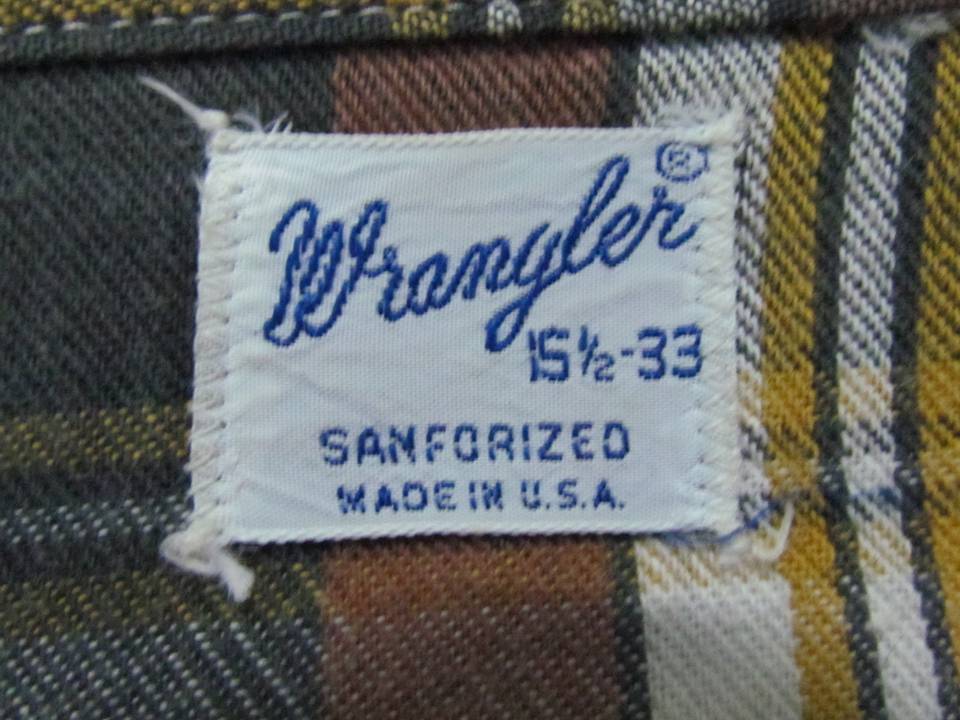 Wrangler®
15½-33
SANFORIZED
MADE IN U.S.A.